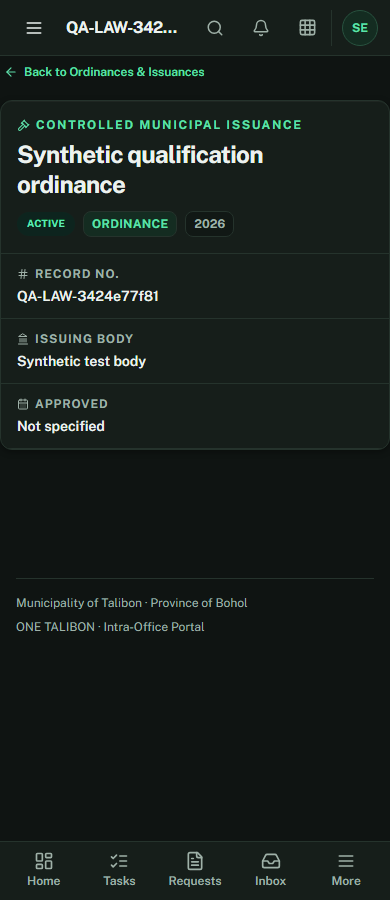 QA-LAW-342...
SE
Back to Ordinances & Issuances
CONTROLLED MUNICIPAL ISSUANCE
Synthetic qualification
ordinance
ACTIVE ORDINANCE 2026
RECORD NO.
QA-LAW-3424e77f81
ISSUING BODY
Synthetic test body
APPROVED
Not specified
Municipality of Talibon · Province of Bohol
ONE TALIBON · Intra-Office Portal
Home Tasks Requests Inbox More